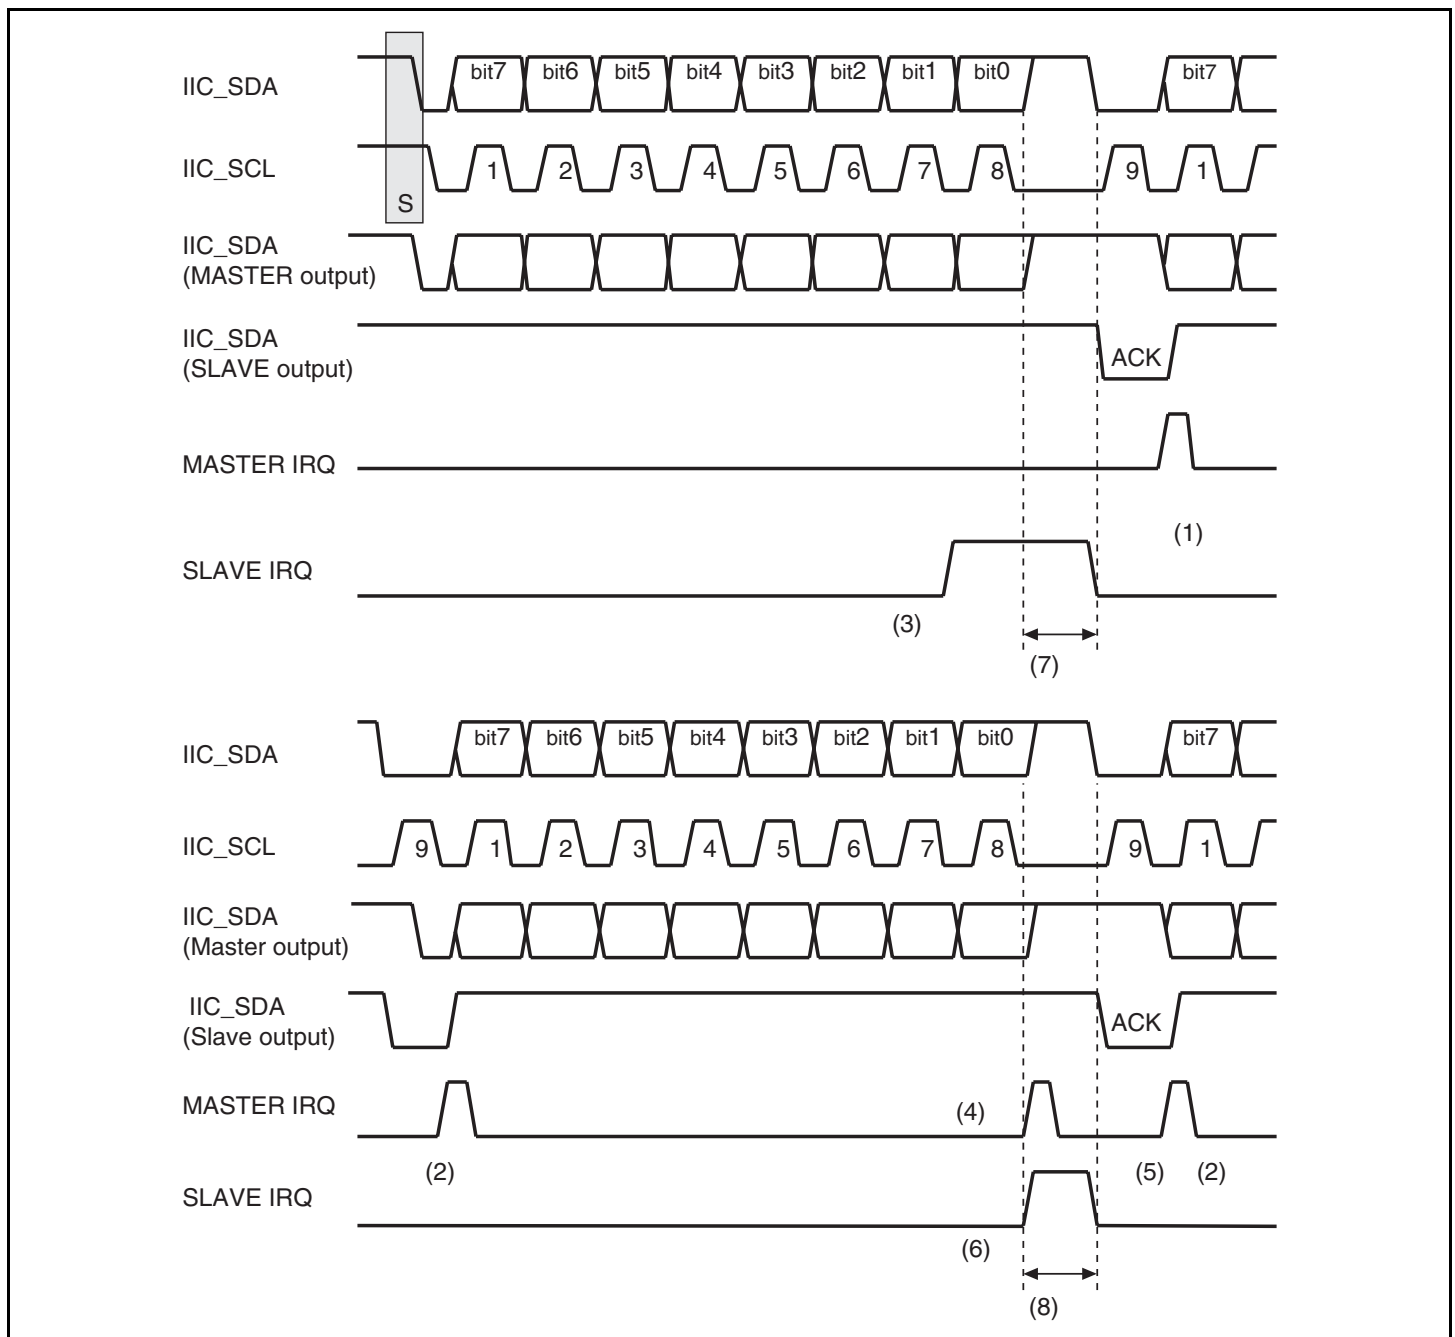 bit7 bit6 bit5 bit4 bit3 bit2 bit1 bit0 bit7
IIC_SDA
IIC_SCL
1 2 3 4 5 6 7 8 9 1
S
IIC_SDA
(MASTER output)
IIC_SDA
(SLAVE output)
ACK
MASTER IRQ
(1)
SLAVE IRQ
(3)
(7)
bit7 bit6 bit5 bit4 bit3 bit2 bit1 bit0 bit7
IIC_SDA
IIC_SCL
9 1 2 3 4 5 6 7 8 9 1
IIC_SDA
(Master output)
IIC_SDA
(Slave output)
ACK
MASTER IRQ
(4)
(2) (5) (2)
SLAVE IRQ
(6)
(8)